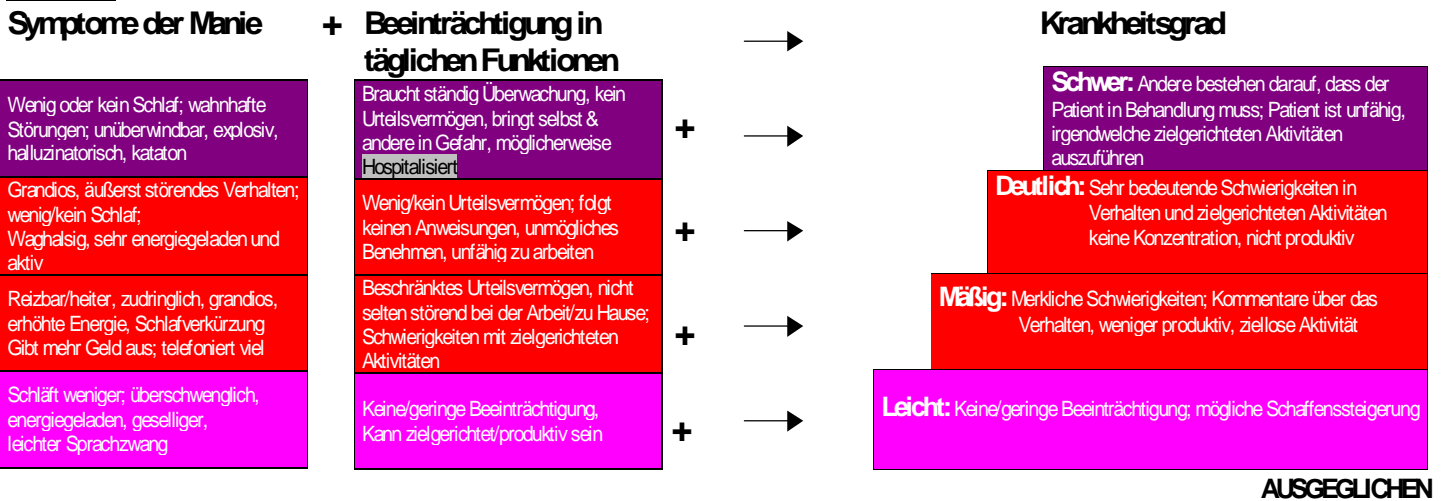 Symptome der Manie + Beeinträchtigung in
täglichen Funktionen
Krankheitsgrad
Wenig oder kein Schlaf; wahnhafte
Störungen; unüberwindbar, explosiv,
halluzinatorisch, kataton
Braucht ständig Überwachung, kein
Urteilsvermögen, bringt selbst &
andere in Gefahr, möglicherweise
Hospitalisiert
+
Schwer: Andere bestehen darauf, dass der
Patient in Behandlung muss; Patient ist unfähig,
irgendwelche zielgerichteten Aktivitäten
auszuführen
Grandios, äußerst störendes Verhalten;
wenig/kein Schlaf;
Waghalsig, sehr energiegeladen und
aktiv
Wenig/kein Urteilsvermögen; folgt
keinen Anweisungen, unmögliches
Benehmen, unfähig zu arbeiten
+
Deutlich: Sehr bedeutende Schwierigkeiten in
Verhalten und zielgerichteten Aktivitäten
keine Konzentration, nicht produktiv
Reizbar/heiter, zudringlich, grandios,
erhöhte Energie, Schlafverkürzung
Gibt mehr Geld aus; telefoniert viel
Beschränktes Urteilsvermögen, nicht
selten störend bei der Arbeit/zu Hause;
Schwierigkeiten mit zielgerichteten
Aktivitäten
+
Mäßig: Merkliche Schwierigkeiten; Kommentare über das
Verhalten, weniger produktiv, ziellose Aktivität
Schläft weniger; überschwenglich,
energiegeladen, geselliger,
leichter Sprachzwang
Keine/geringe Beeinträchtigung,
Kann zielgerichtet/produktiv sein
+
Leicht: Keine/geringe Beeinträchtigung; mögliche Schaffenssteigerung
AUSGEGLICHEN